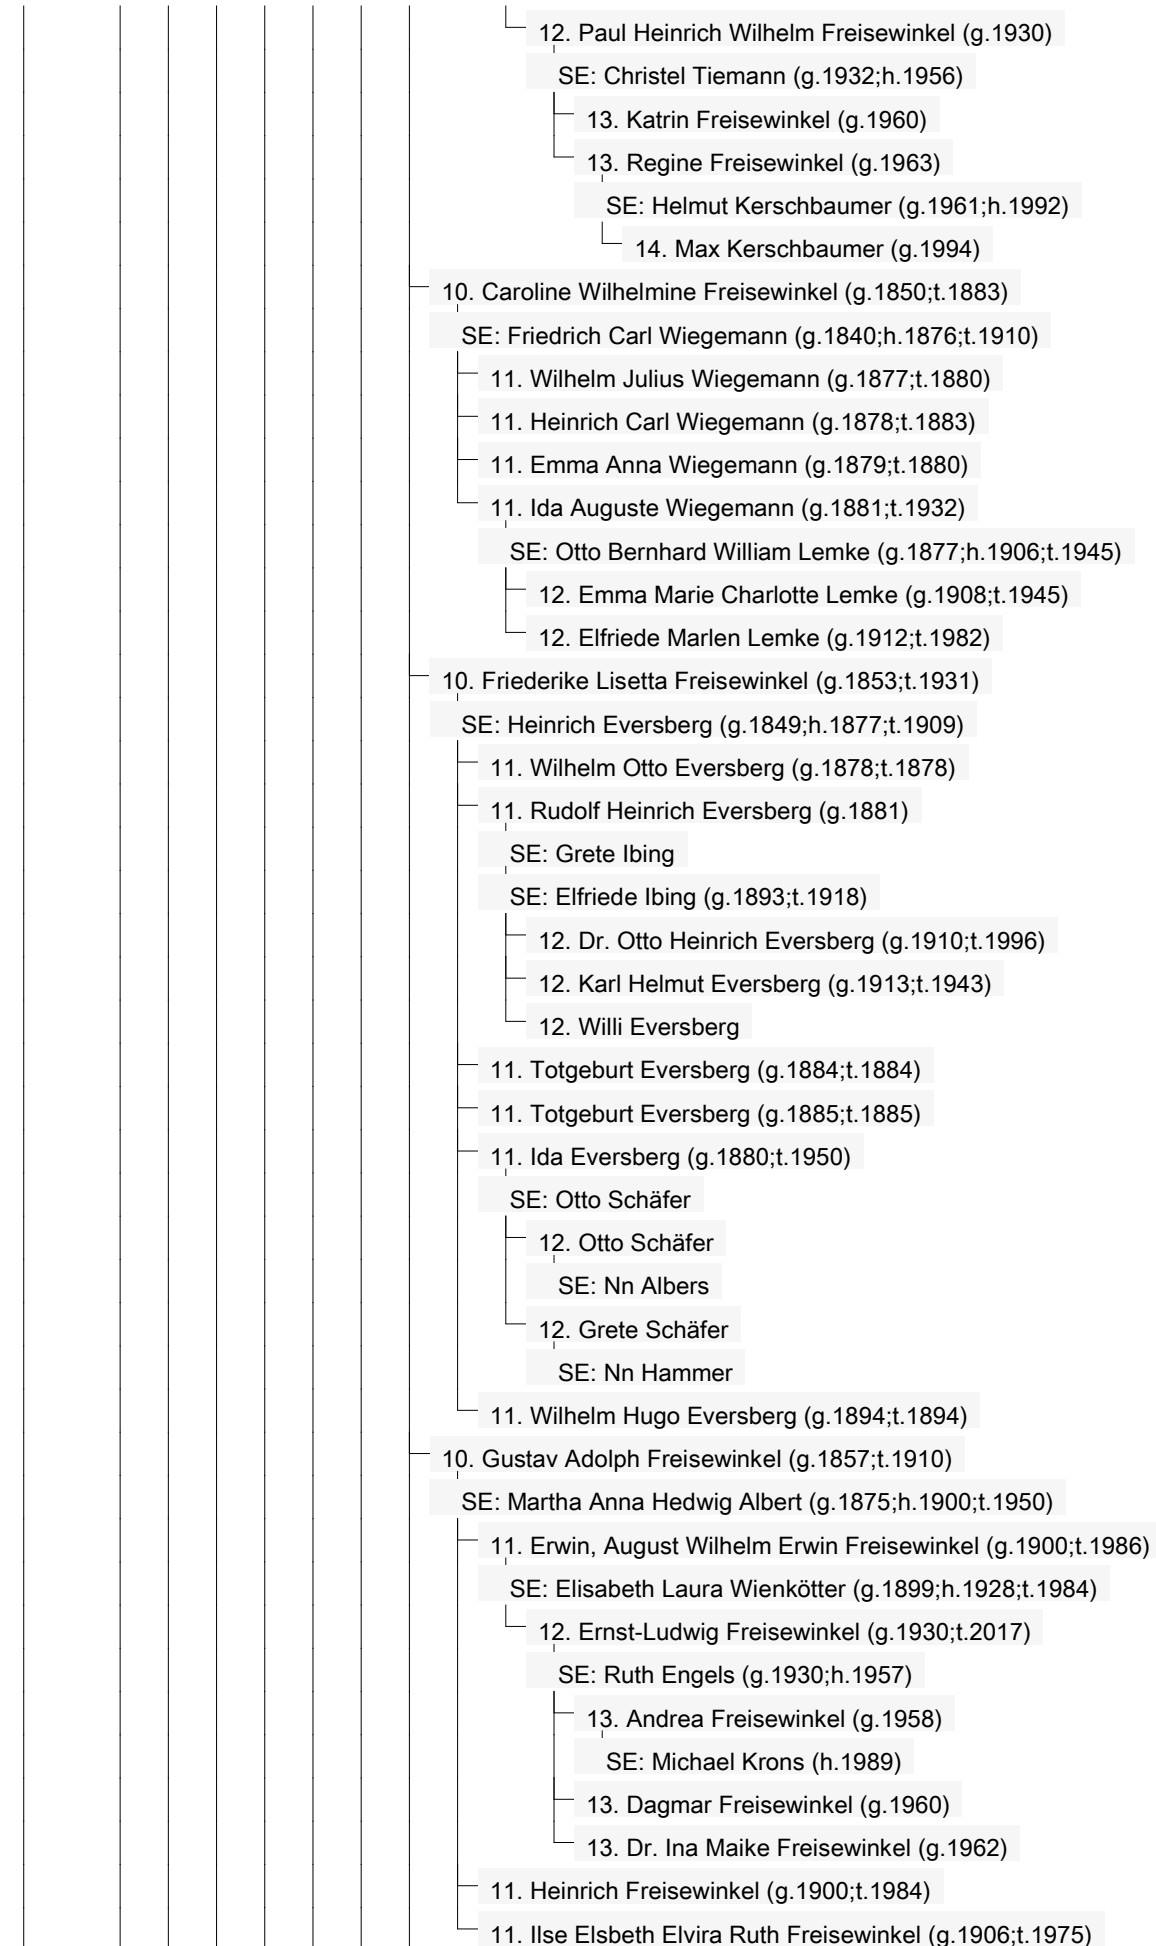 12. Paul Heinrich Wilhelm Freisewinkel (g.1930)
SE: Christel Tiemann (g.1932;h.1956)
13. Katrin Freisewinkel (g.1960)
13. Regine Freisewinkel (g.1963)
SE: Helmut Kerschbaumer (g.1961;h.1992)
14. Max Kerschbaumer (g.1994)
10. Caroline Wilhelmine Freisewinkel (g.1850;t.1883)
SE: Friedrich Carl Wiegemann (g.1840;h.1876;t.1910)
11. Wilhelm Julius Wiegemann (g.1877;t.1880)
11. Heinrich Carl Wiegemann (g.1878;t.1883)
11. Emma Anna Wiegemann (g.1879;t.1880)
11. Ida Auguste Wiegemann (g.1881;t.1932)
SE: Otto Bernhard William Lemke (g.1877;h.1906;t.1945)
12. Emma Marie Charlotte Lemke (g.1908;t.1945)
12. Elfriede Marlen Lemke (g.1912;t.1982)
10. Friederike Lisetta Freisewinkel (g.1853;t.1931)
SE: Heinrich Eversberg (g.1849;h.1877;t.1909)
11. Wilhelm Otto Eversberg (g.1878;t.1878)
11. Rudolf Heinrich Eversberg (g.1881)
SE: Grete Ibing
SE: Elfriede Ibing (g.1893;t.1918)
12. Dr. Otto Heinrich Eversberg (g.1910;t.1996)
12. Karl Helmut Eversberg (g.1913;t.1943)
12. Willi Eversberg
11. Totgeburt Eversberg (g.1884;t.1884)
11. Totgeburt Eversberg (g.1885;t.1885)
11. Ida Eversberg (g.1880;t.1950)
SE: Otto Schäfer
12. Otto Schäfer
SE: Nn Albers
12. Grete Schäfer
SE: Nn Hammer
11. Wilhelm Hugo Eversberg (g.1894;t.1894)
10. Gustav Adolph Freisewinkel (g.1857;t.1910)
SE: Martha Anna Hedwig Albert (g.1875;h.1900;t.1950)
11. Erwin, August Wilhelm Erwin Freisewinkel (g.1900;t.1986)
SE: Elisabeth Laura Wienkötter (g.1899;h.1928;t.1984)
12. Ernst-Ludwig Freisewinkel (g.1930;t.2017)
SE: Ruth Engels (g.1930;h.1957)
13. Andrea Freisewinkel (g.1958)
SE: Michael Krons (h.1989)
13. Dagmar Freisewinkel (g.1960)
13. Dr. Ina Maike Freisewinkel (g.1962)
11. Heinrich Freisewinkel (g.1900;t.1984)
11. Ilse Elsbeth Elvira Ruth Freisewinkel (g.1906;t.1975)